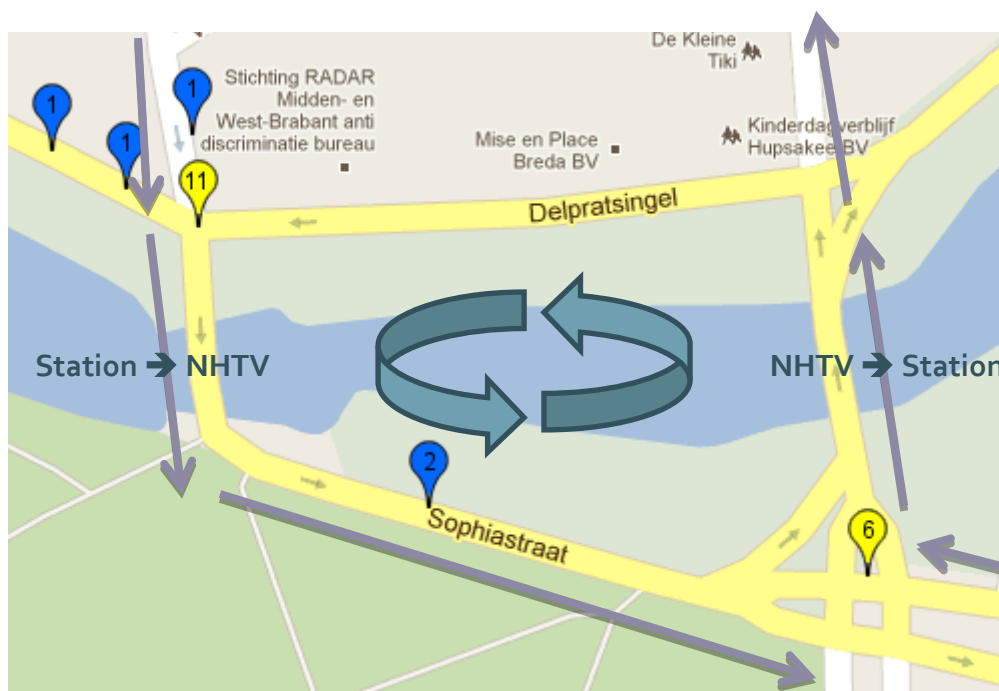 De Kleine
Tiki
1
1
1
Stichting RADAR
Midden- en
West-Brabant anti
discriminatie bureau
Mise en Place
Breda BV
Kinderdagverblijf
Hupsakee BV
11
Delpratsingel
Station ➔ NHTV
NHTV ➔ Station
2
Sophiastraat
6